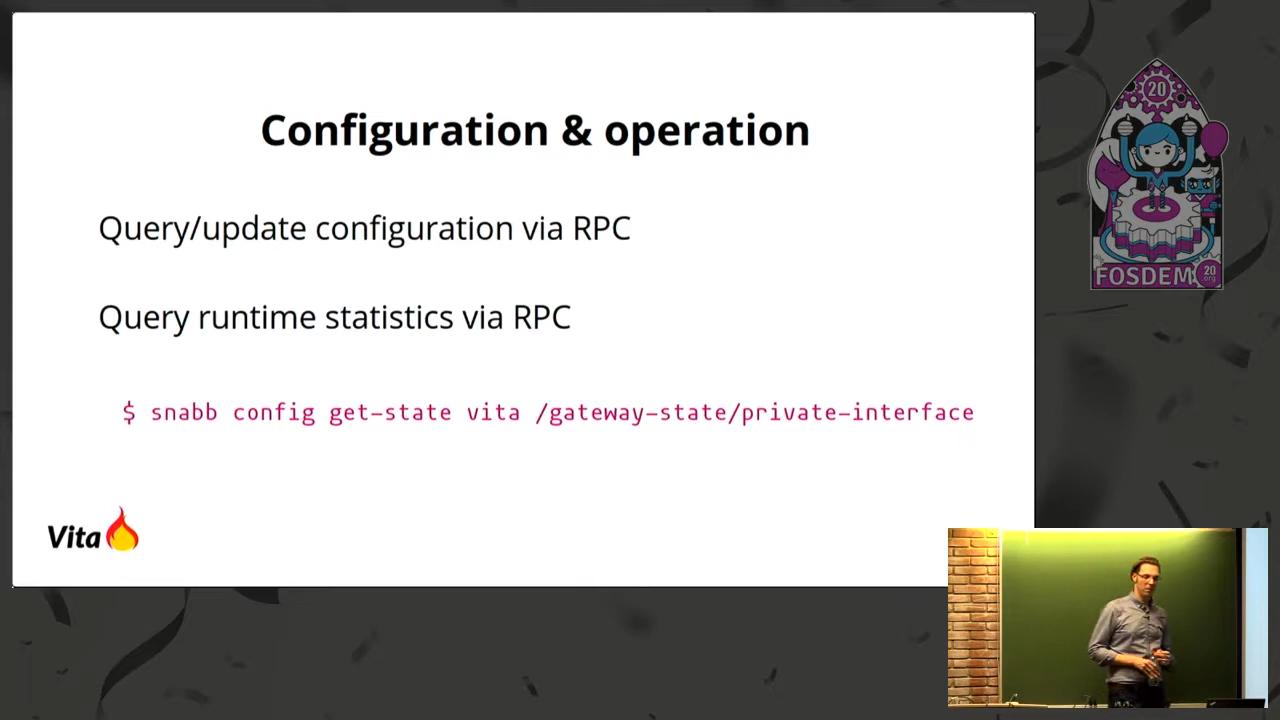 Configuration & operation
Query/update configuration via RPC
Query runtime statistics via RPC
$ snabb config get-state vita /gateway-state/private-interface
Vita
20
FOSDEM
20
.org